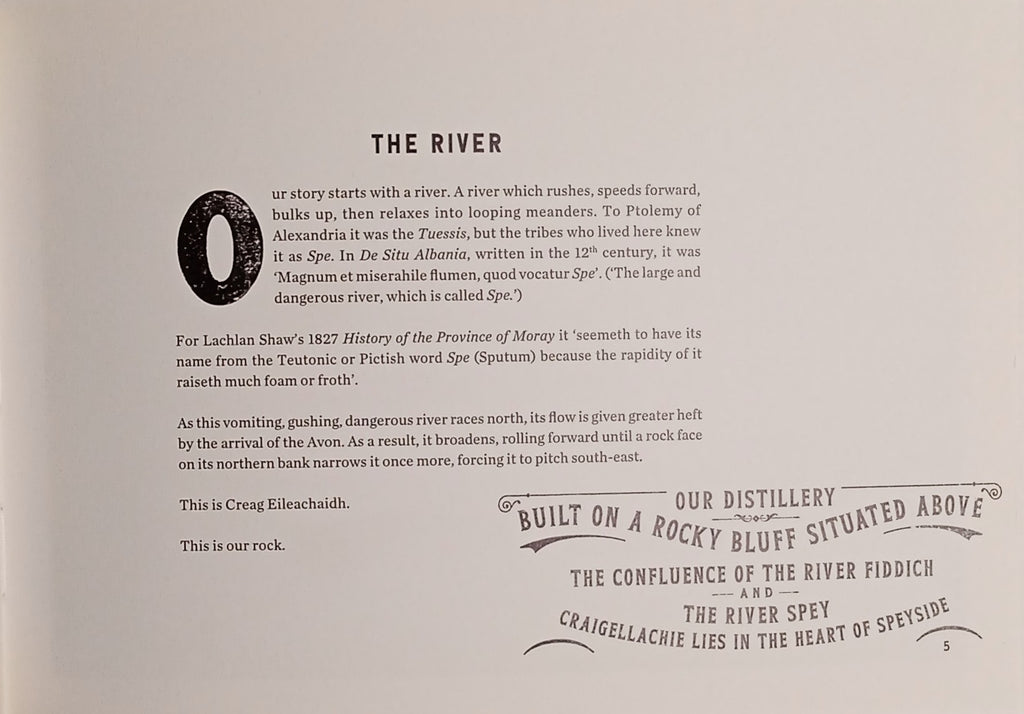 THE RIVER
Our story starts with a river. A river which rushes, speeds forward,
bulks up, then relaxes into looping meanders. To Ptolemy of
Alexandria it was the Tuessis, but the tribes who lived here knew
it as Spe. In De Situ Albania, written in the 12th century, it was
‘Magnum et miserahile flumen, quod vocatur Spe’. (‘The large and
dangerous river, which is called Spe.’)
For Lachlan Shaw’s 1827 History of the Province of Moray it ‘seemeth to have its
name from the Teutonic or Pictish word Spe (Sputum) because the rapidity of it
raiseth much foam or froth’.
As this vomiting, gushing, dangerous river races north, its flow is given greater heft
by the arrival of the Avon. As a result, it broadens, rolling forward until a rock face
on its northern bank narrows it once more, forcing it to pitch south-east.
This is Creag Eileachaidh.
This is our rock.
OUR DISTILLERY
BUILT ON A ROCKY BLUFF SITUATED ABOVE
THE CONFLUENCE OF THE RIVER FIDDICH
AND
THE RIVER SPEY
CRAIGELLACHIE LIES IN THE HEART OF SPEYSIDE
5